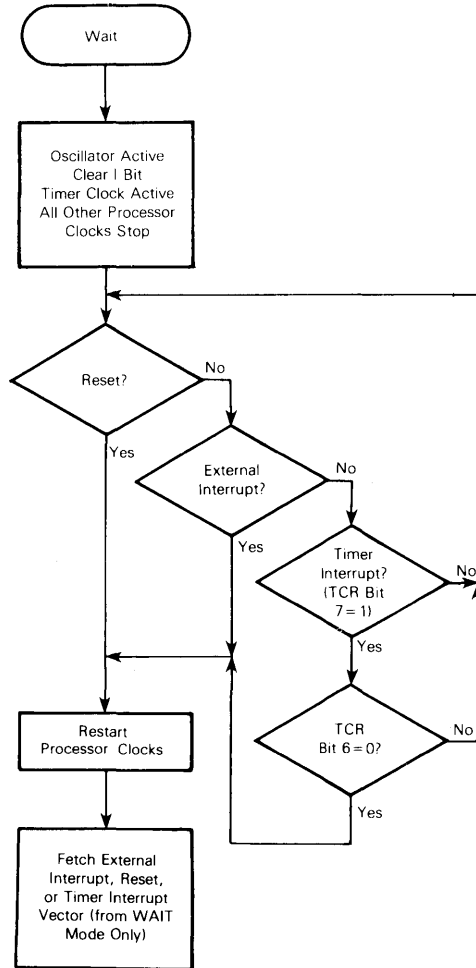 Wait
Oscillator Active
Clear I Bit
Timer Clock Active
All Other Processor
Clocks Stop
Reset?
No
Yes
External
Interrupt?
No
Yes
Timer
Interrupt?
(TCR Bit
7 = 1)
No
Yes
TCR
Bit 6 = 0?
No
Yes
Restart
Processor Clocks
Fetch External
Interrupt, Reset,
or Timer Interrupt
Vector (from WAIT
Mode Only)